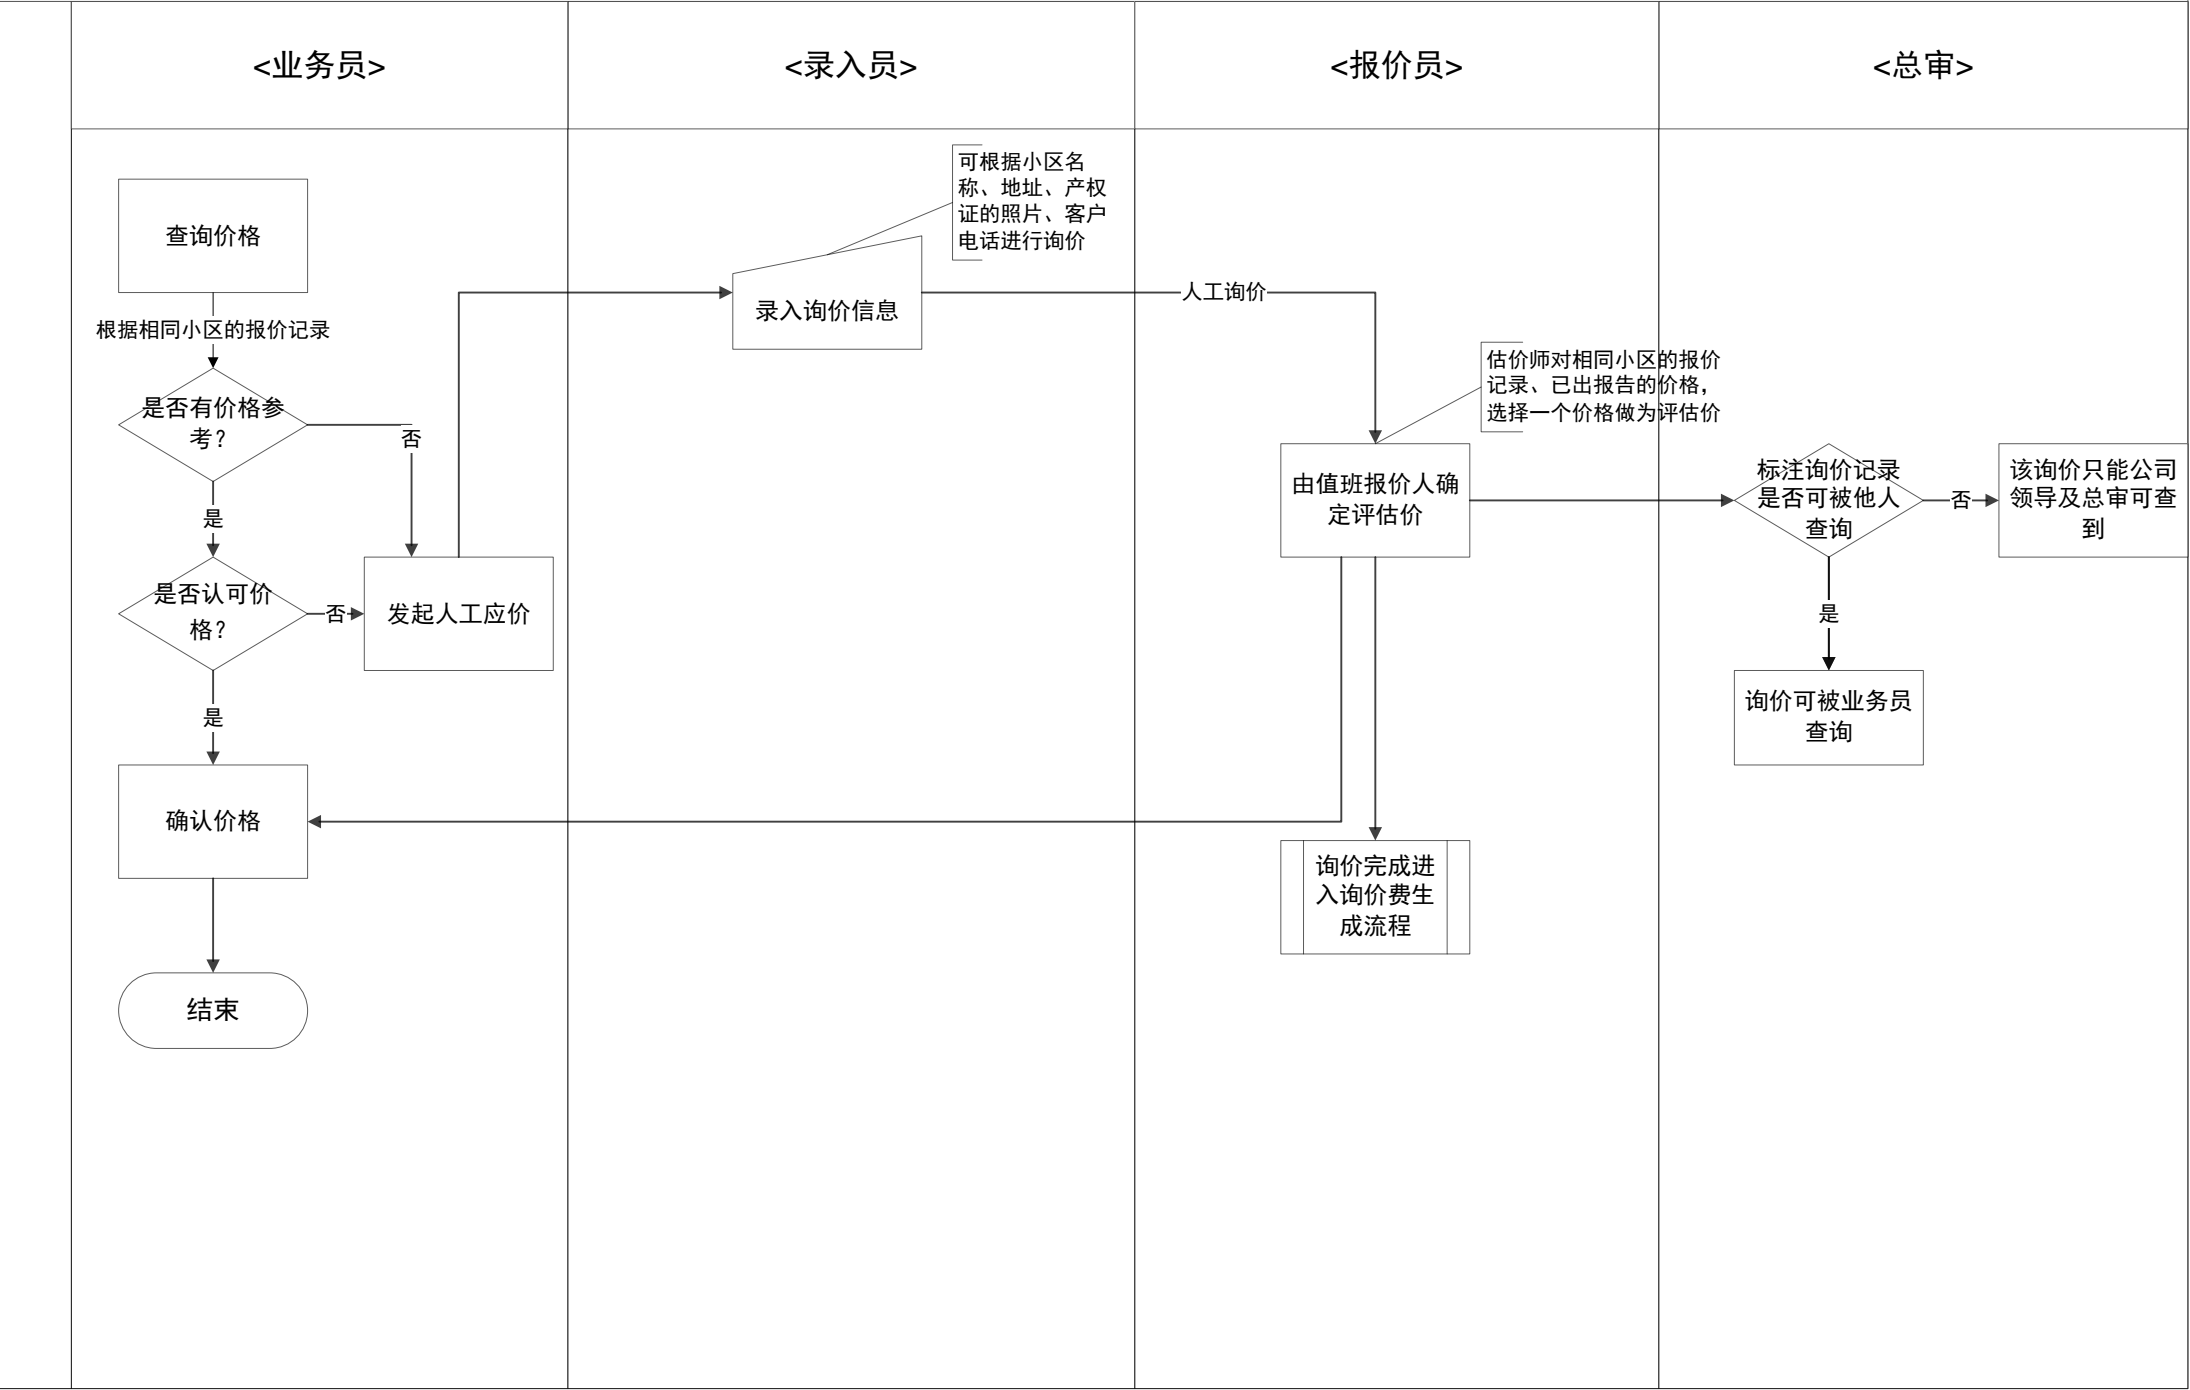 <业务员>
<录入员>
<报价员>
<总审>
可根据小区名
称、地址、产权
证的照片、客户
电话进行询价
查询价格
录入询价信息
人工询价
根据相同小区的报价记录
估价师对相同小区的报价
记录、已出报告的价格，
选择一个价格做为评估价
是否有价格参
考？
否
由值班报价人确
定评估价
标注询价记录
是否可被他人
查询
否
该询价只能公司
领导及总审可查
到
是
是否认可价
格？
否
发起人工应价
是
询价可被业务员
查询
是
确认价格
询价完成进
入询价费生
成流程
结束